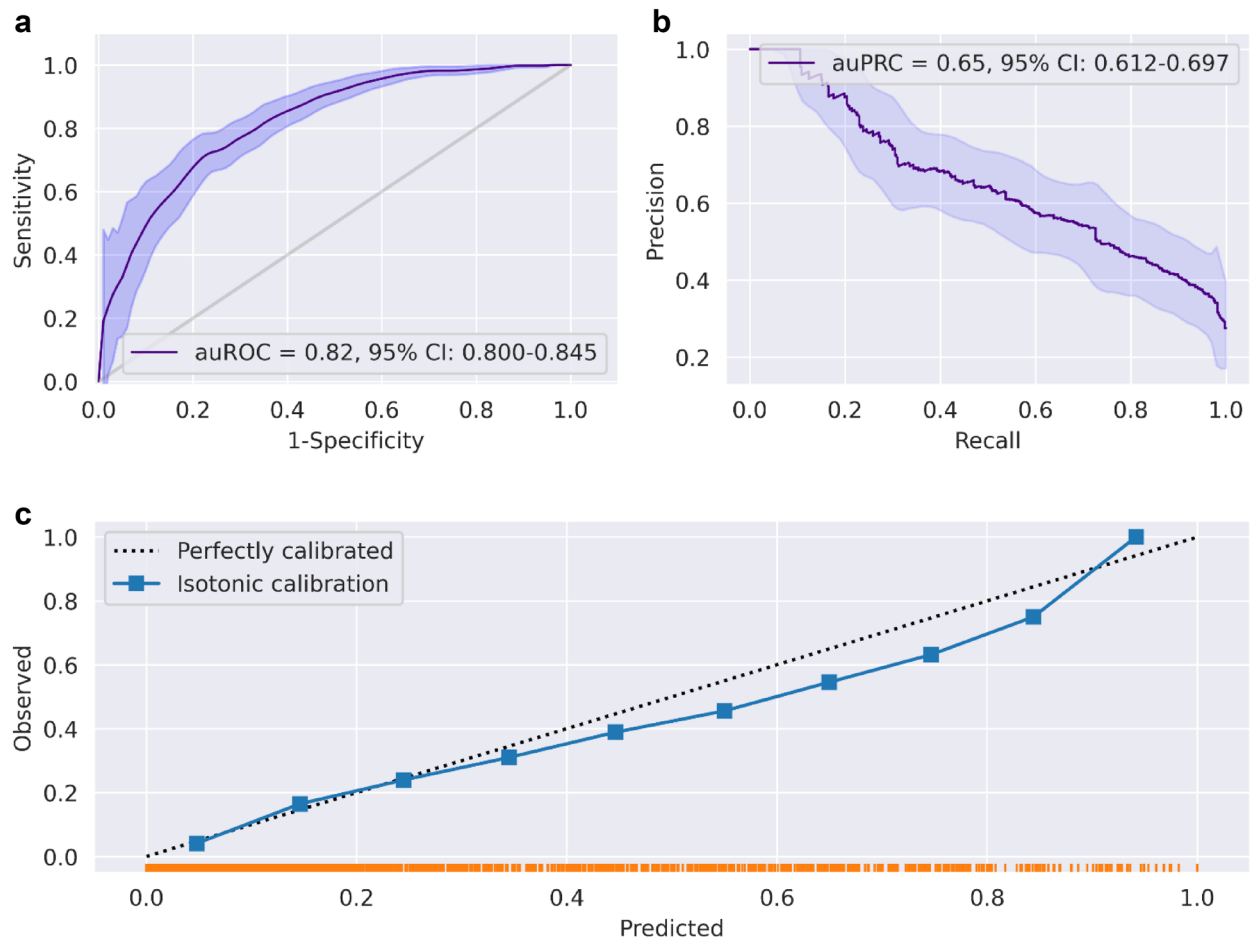 a
1.0
0.8
0.6
0.4
0.2
0.0
Sensitivity
auROC = 0.82, 95% CI: 0.800-0.845
0.0 0.2 0.4 0.6 0.8 1.0
1-Specificity
b
1.0
0.8
0.6
0.4
0.2
Precision
auPRC = 0.65, 95% CI: 0.612-0.697
0.0 0.2 0.4 0.6 0.8 1.0
Recall
c
1.0
0.8
0.6
0.4
0.2
0.0
Observed
Perfectly calibrated
Isotonic calibration
0.0 0.2 0.4 0.6 0.8 1.0
Predicted